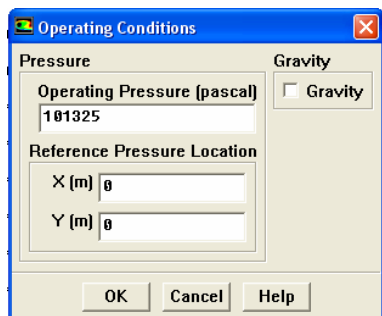 Operating Conditions
Pressure
Gravity
Operating Pressure (pascal)
Gravity
101325
Reference Pressure Location
X (m) 0
Y (m) 0
OK Cancel Help